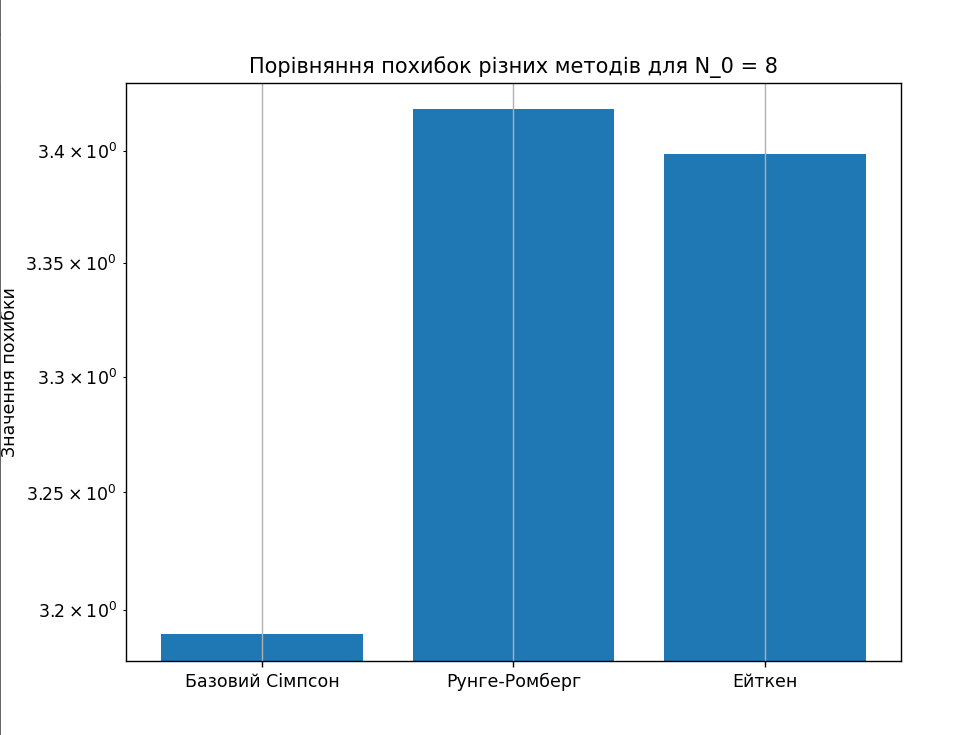 Порівняння похибок різних методів для N_0 = 8
Значення похибки
3.4 × 10⁰
3.35 × 10⁰
3.3 × 10⁰
3.25 × 10⁰
3.2 × 10⁰
Базовий Сімпсон
Рунге-Ромберг
Ейткен